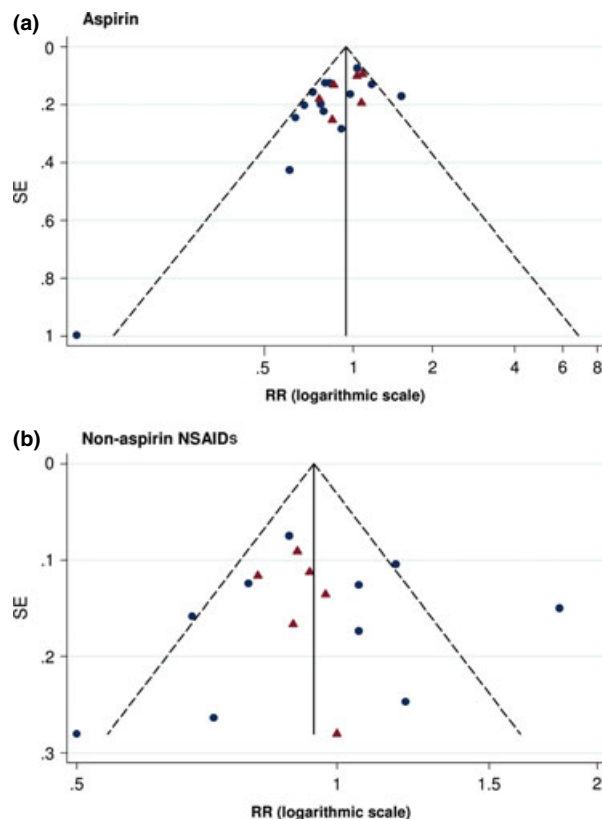 (a)
Aspirin
0
.2
.4
.6
.8
1
SE
.5 1 2 4 6 8
RR (logarithmic scale)
(b)
Non-aspirin NSAIDs
0
.1
.2
.3
SE
.5 1 1.5 2
RR (logarithmic scale)